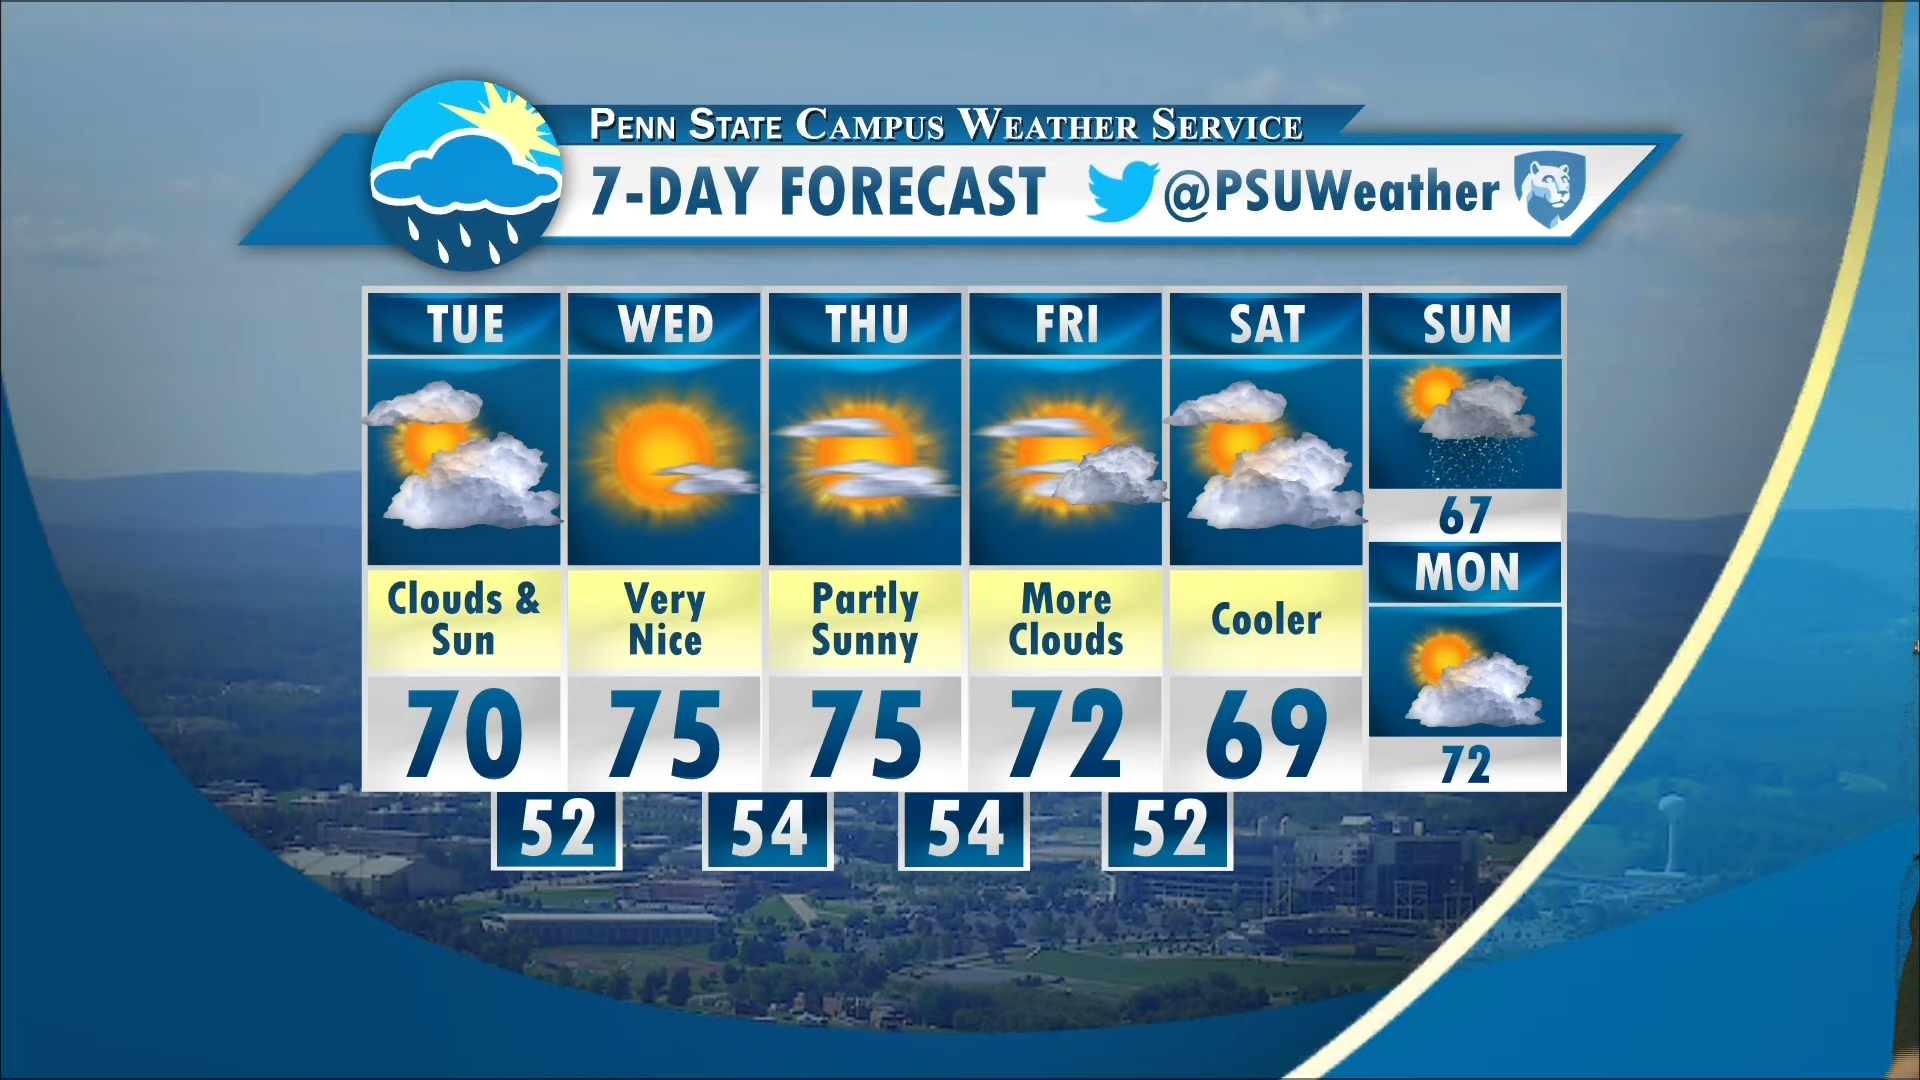 PENN STATE CAMPUS WEATHER SERVICE
7-DAY FORECAST @PSUWeather
TUE WED THU FRI SAT SUN
67
MON
Clouds & Sun
Very Nice
Partly Sunny
More Clouds
Cooler
70 75 75 72 69 72
52 54 54 52